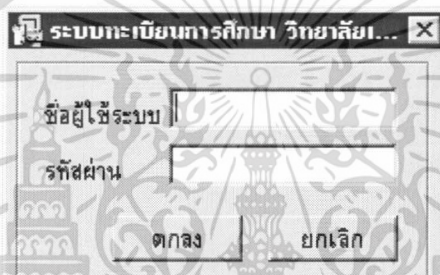 ระบบทะเบียนการศึกษา วิทยาลัยเ...
ชื่อผู้ใช้ระบบ
รหัสผ่าน
ตกลง ยกเลิก